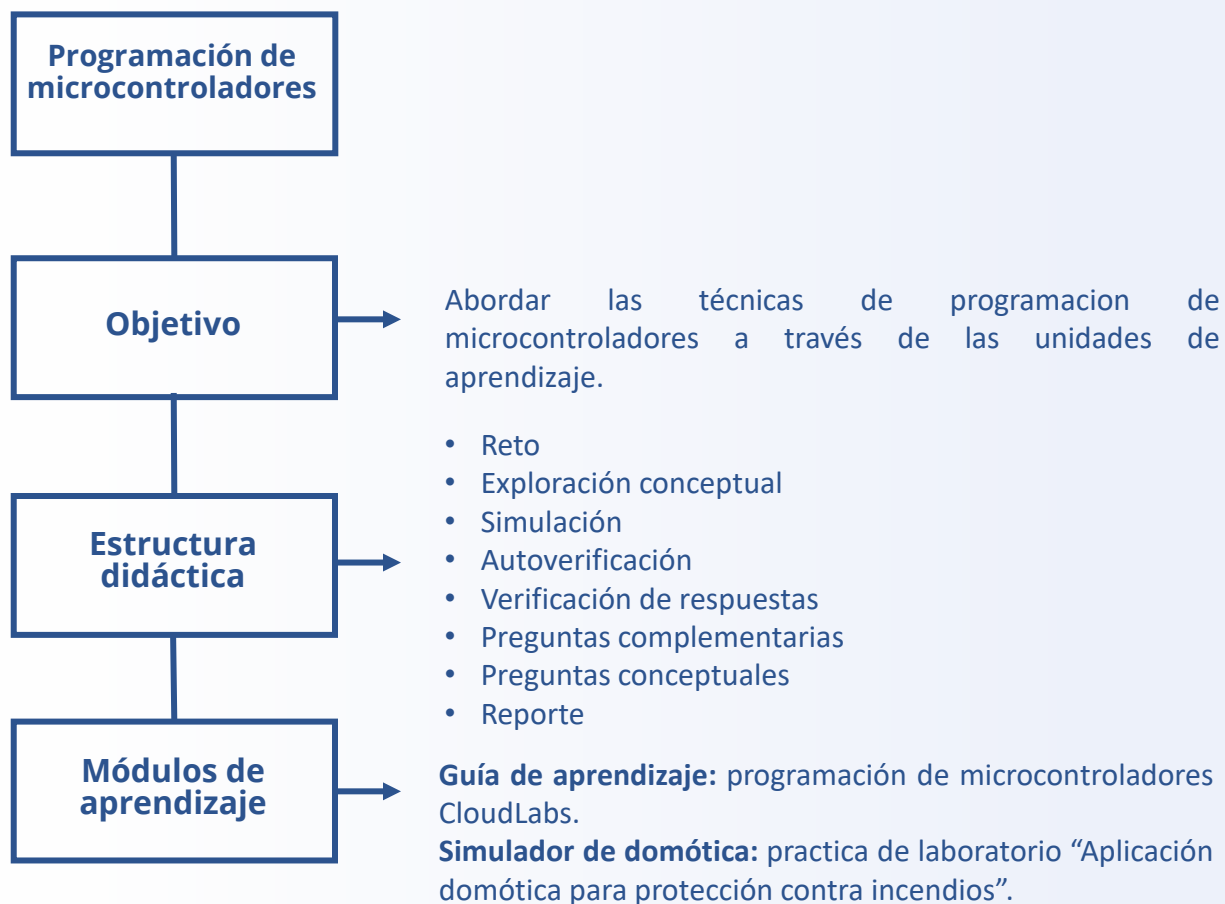 Programación de
microcontroladores
Objetivo
Abordar las técnicas de programacion de
microcontroladores a través de las unidades de
aprendizaje.
Estructura
didáctica
• Reto
• Exploración conceptual
• Simulación
• Autoverificación
• Verificación de respuestas
• Preguntas complementarias
• Preguntas conceptuales
• Reporte
Módulos de
aprendizaje
Guía de aprendizaje: programación de microcontroladores
CloudLabs.
Simulador de domótica: practica de laboratorio “Aplicación
domótica para protección contra incendios”.